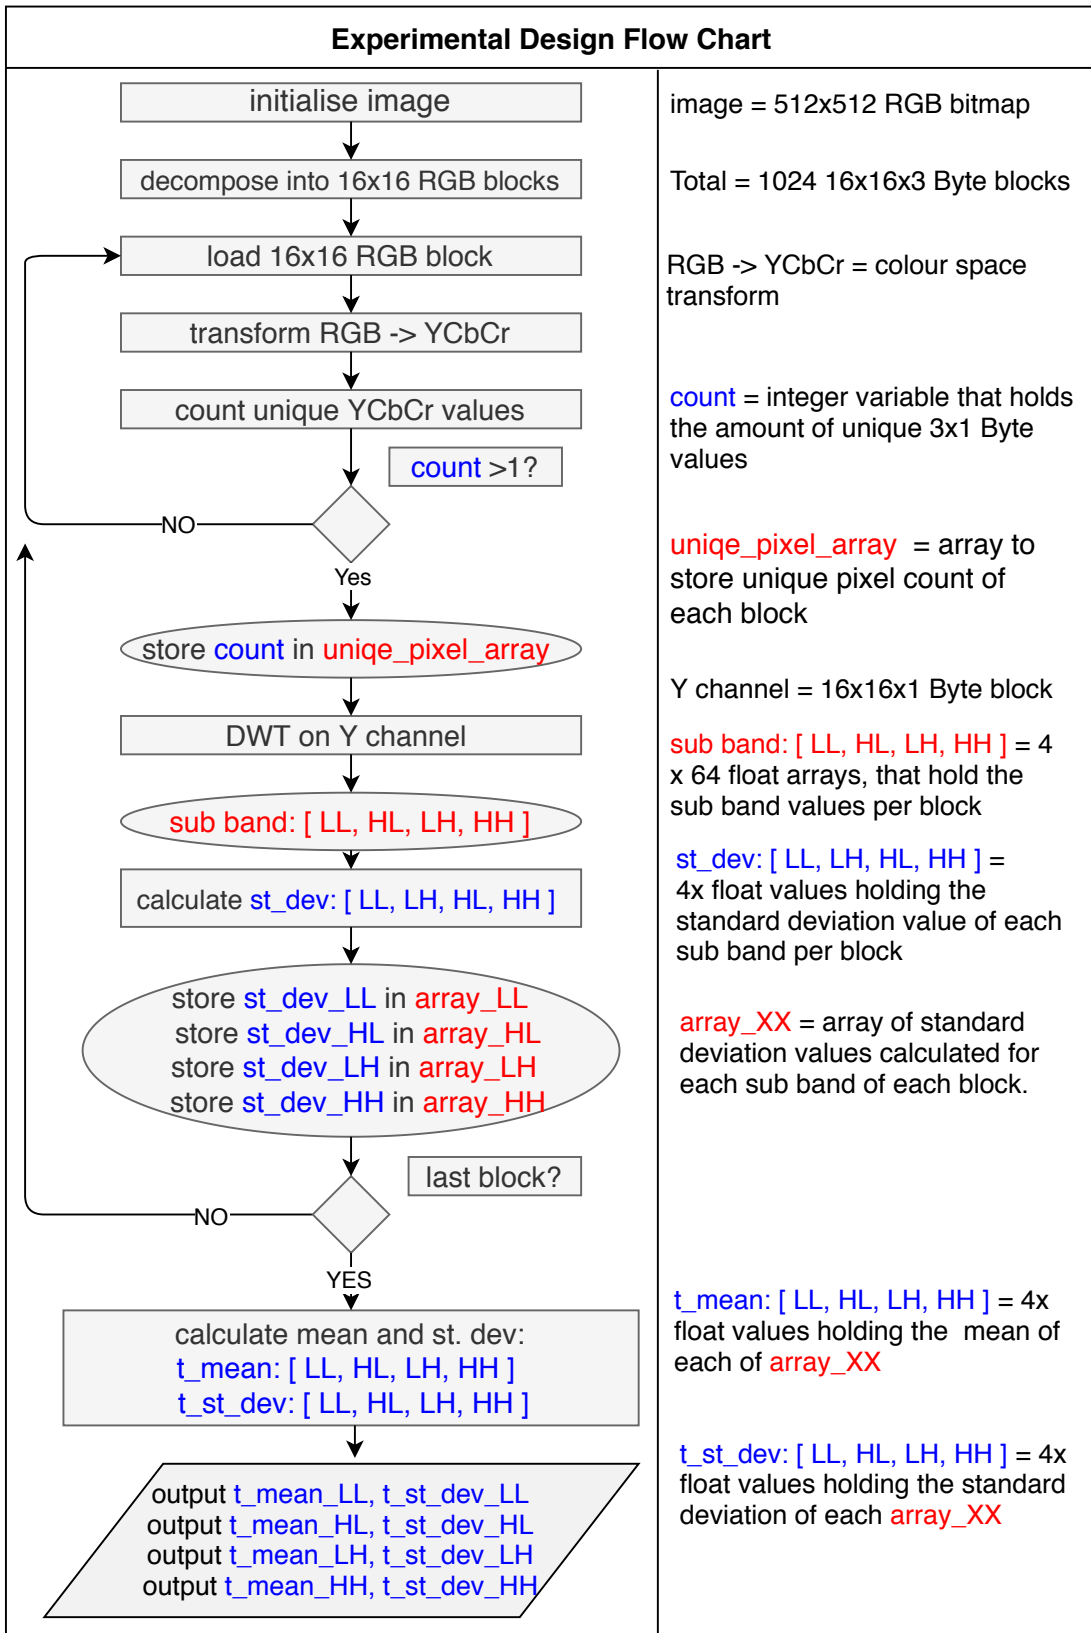 Experimental Design Flow Chart
initialise image
decompose into 16x16 RGB blocks
load 16x16 RGB block
transform RGB -> YCbCr
count unique YCbCr values
count >1?
NO
Yes
store count in uniqe_pixel_array
DWT on Y channel
sub band: [ LL, HL, LH, HH ]
calculate st_dev: [ LL, LH, HL, HH ]
store st_dev_LL in array_LL
store st_dev_HL in array_HL
store st_dev_LH in array_LH
store st_dev_HH in array_HH
last block?
NO
YES
calculate mean and st. dev:
t_mean: [ LL, HL, LH, HH ]
t_st_dev: [ LL, HL, LH, HH ]
output t_mean_LL, t_st_dev_LL
output t_mean_HL, t_st_dev_HL
output t_mean_LH, t_st_dev_LH
output t_mean_HH, t_st_dev_HH
image = 512x512 RGB bitmap
Total = 1024 16x16x3 Byte blocks
RGB -> YCbCr = colour space
transform
count = integer variable that holds
the amount of unique 3x1 Byte
values
uniqe_pixel_array = array to
store unique pixel count of
each block
Y channel = 16x16x1 Byte block
sub band: [ LL, HL, LH, HH ] = 4
x 64 float arrays, that hold the
sub band values per block
st_dev: [ LL, LH, HL, HH ] =
4x float values holding the
standard deviation value of each
sub band per block
array_XX = array of standard
deviation values calculated for
each sub band of each block.
t_mean: [ LL, HL, LH, HH ] = 4x
float values holding the mean of
each of array_XX
t_st_dev: [ LL, HL, LH, HH ] = 4x
float values holding the standard
deviation of each array_XX